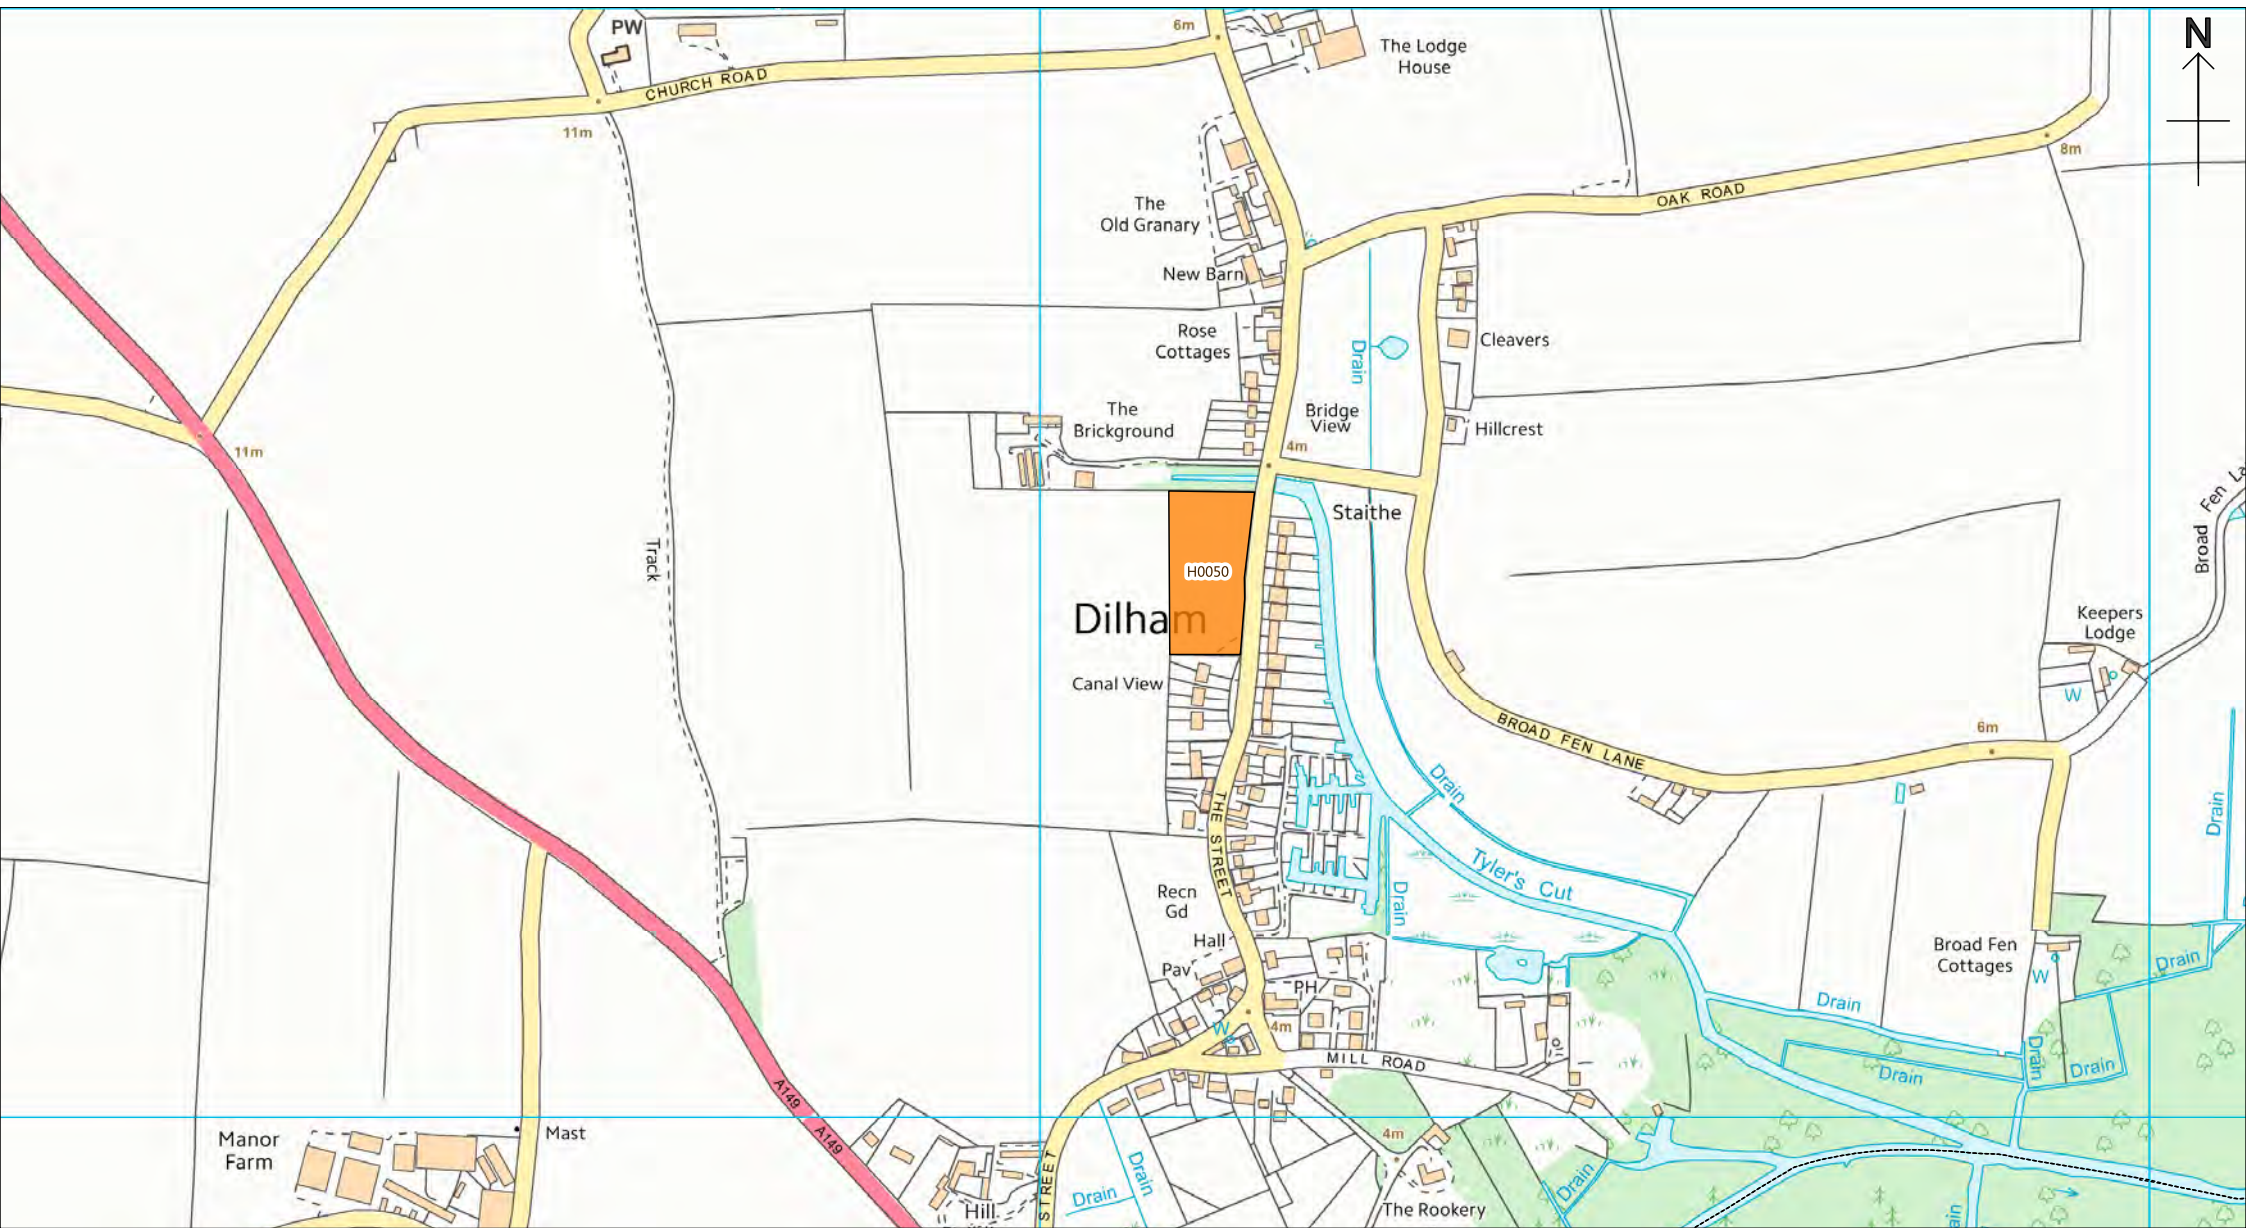 PW
6m
The Lodge
House
N
CHURCH ROAD
11m
8m
OAK ROAD
The
Old Granary
New Barn
Rose
Cottages
Drain
Cleavers
The
Brickground
Bridge
View
Hillcrest
4m
11m
Staithe
Broad Fen
Track
H0050
Dilham
Keepers
Lodge
W
Canal View
BROAD FEN LANE
6m
Drain
THE STREET
Drain
Tyler's Cut
Drain
Recn
Gd
Hall
Pav
PH
Broad Fen
Cottages
W
Drain
Drain
W
4m
MILL ROAD
Drain
Drain
Drain
A149
A149
Manor
Farm
Mast
4m
STREET
Drain
Drain
Drain
Hill
The Rookery